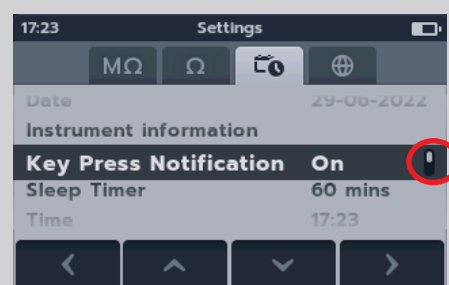 17:23 Settings
MΩ Ω
Date 29-06-2022
Instrument information
Key Press Notification On
Sleep Timer 60 mins
Time 17:23